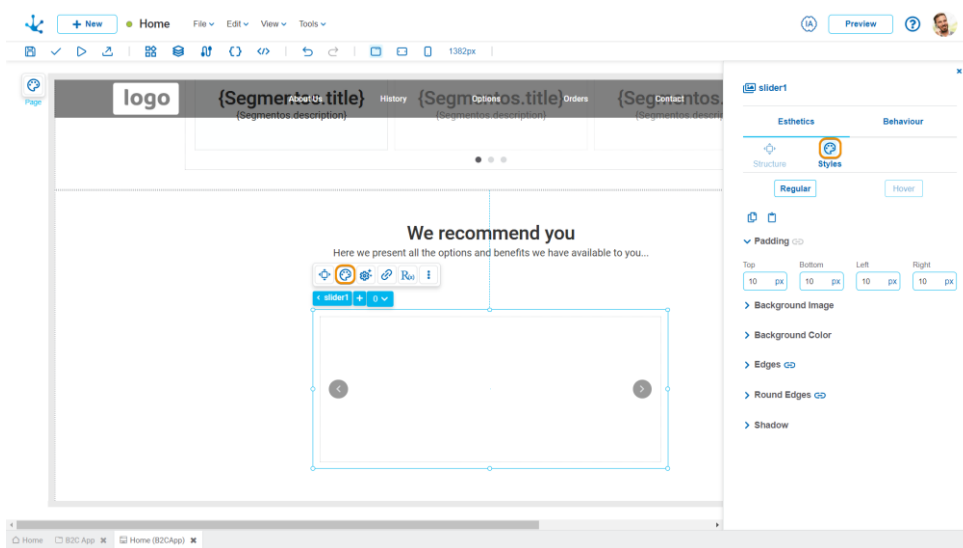 + New
Home
File
Edit
View
Tools
IA
Preview
?
1382px
Page
logo
{Segmentos.title}
{Segmentos.title}
{Segmentos.
About Us
History
Options
Orders
Contact
{Segmentos.description}
{Segmentos.description}
{Segmentos.descri
We recommend you
Here we present all the options and benefits we have available to you...
slider1
+
0
slider1
Esthetics
Behaviour
Structure
Styles
Regular
Hover
Padding
Top
Bottom
Left
Right
10 px
10 px
10 px
10 px
Background Image
Background Color
Edges
Round Edges
Shadow
Home
B2C App
Home (B2CApp)